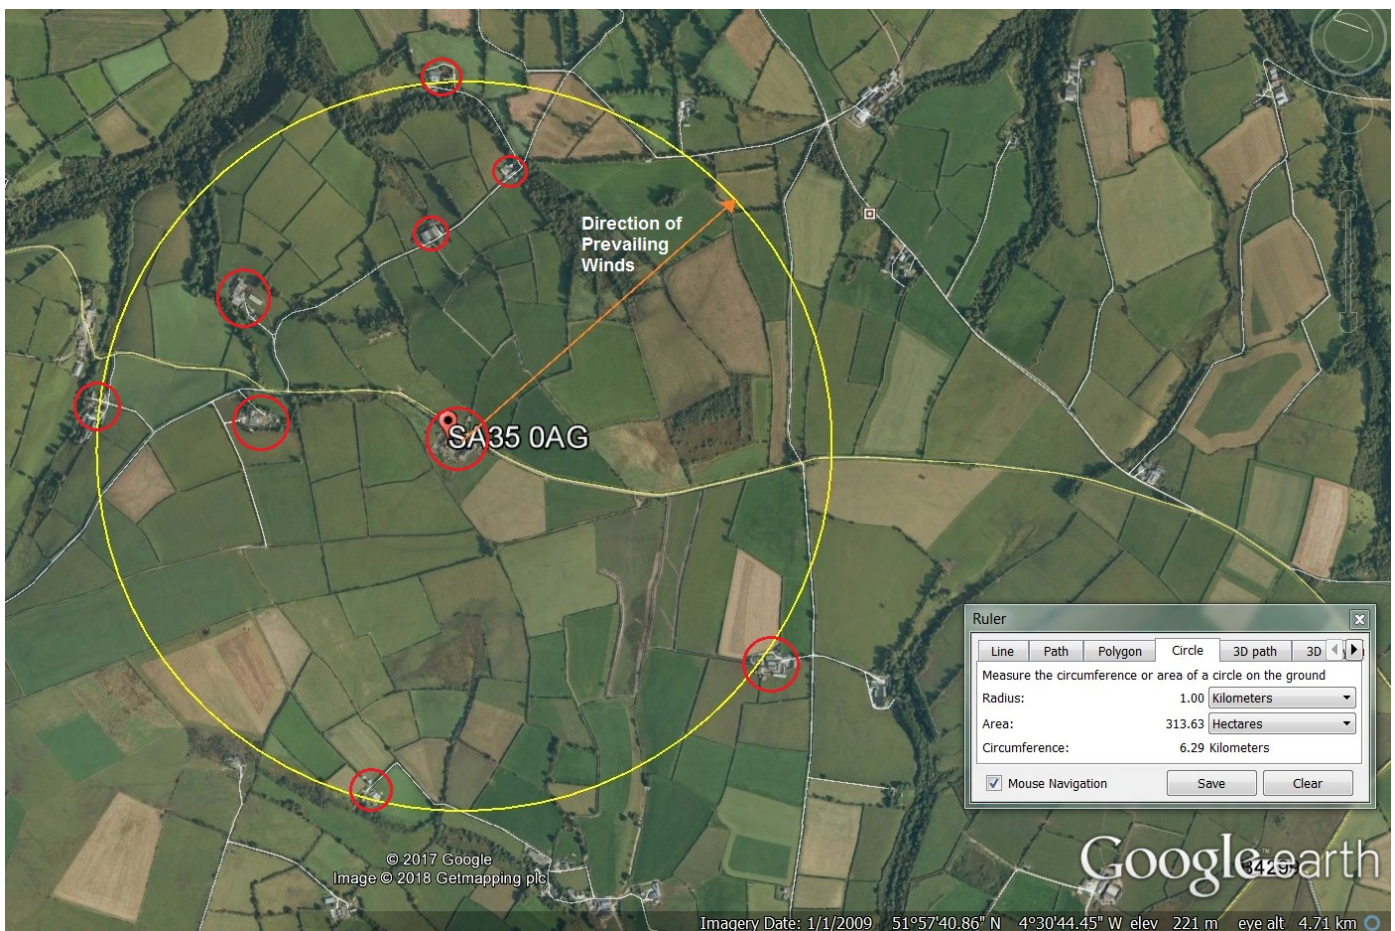 Direction of
Prevailing
Winds
SA35 0AG
Ruler
Line Path Polygon Circle 3D path 3D
Measure the circumference or area of a circle on the ground
Radius: 1.00 Kilometers
Area: 313.63 Hectares
Circumference: 6.29 Kilometers
Mouse Navigation Save Clear
© 2017 Google
Image © 2018 Getmapping plc
Google earth
Imagery Date: 1/1/2009 51°57'40.86" N 4°30'44.45" W elev 221 m eye alt 4.71 km